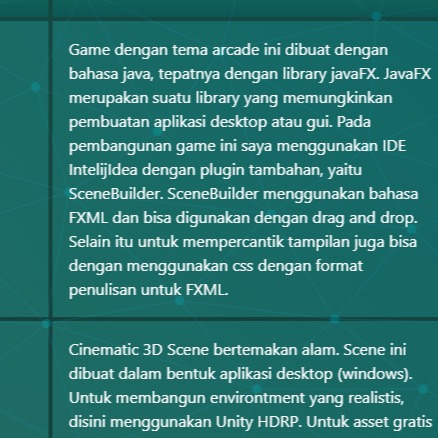 Game dengan tema arcade ini dibuat dengan
bahasa java, tepatnya dengan library javaFX. JavaFX
merupakan suatu library yang memungkinkan
pembuatan aplikasi desktop atau gui. Pada
pembangunan game ini saya menggunakan IDE
IntelijIdea dengan plugin tambahan, yaitu
SceneBuilder. SceneBuilder menggunakan bahasa
FXML dan bisa digunakan dengan drag and drop.
Selain itu untuk mempercantik tampilan juga bisa
dengan menggunakan css dengan format
penulisan untuk FXML.
Cinematic 3D Scene bertemakan alam. Scene ini
dibuat dalam bentuk aplikasi desktop (windows).
Untuk membangun environtment yang realistis,
disini menggunakan Unity HDRP. Untuk asset gratis